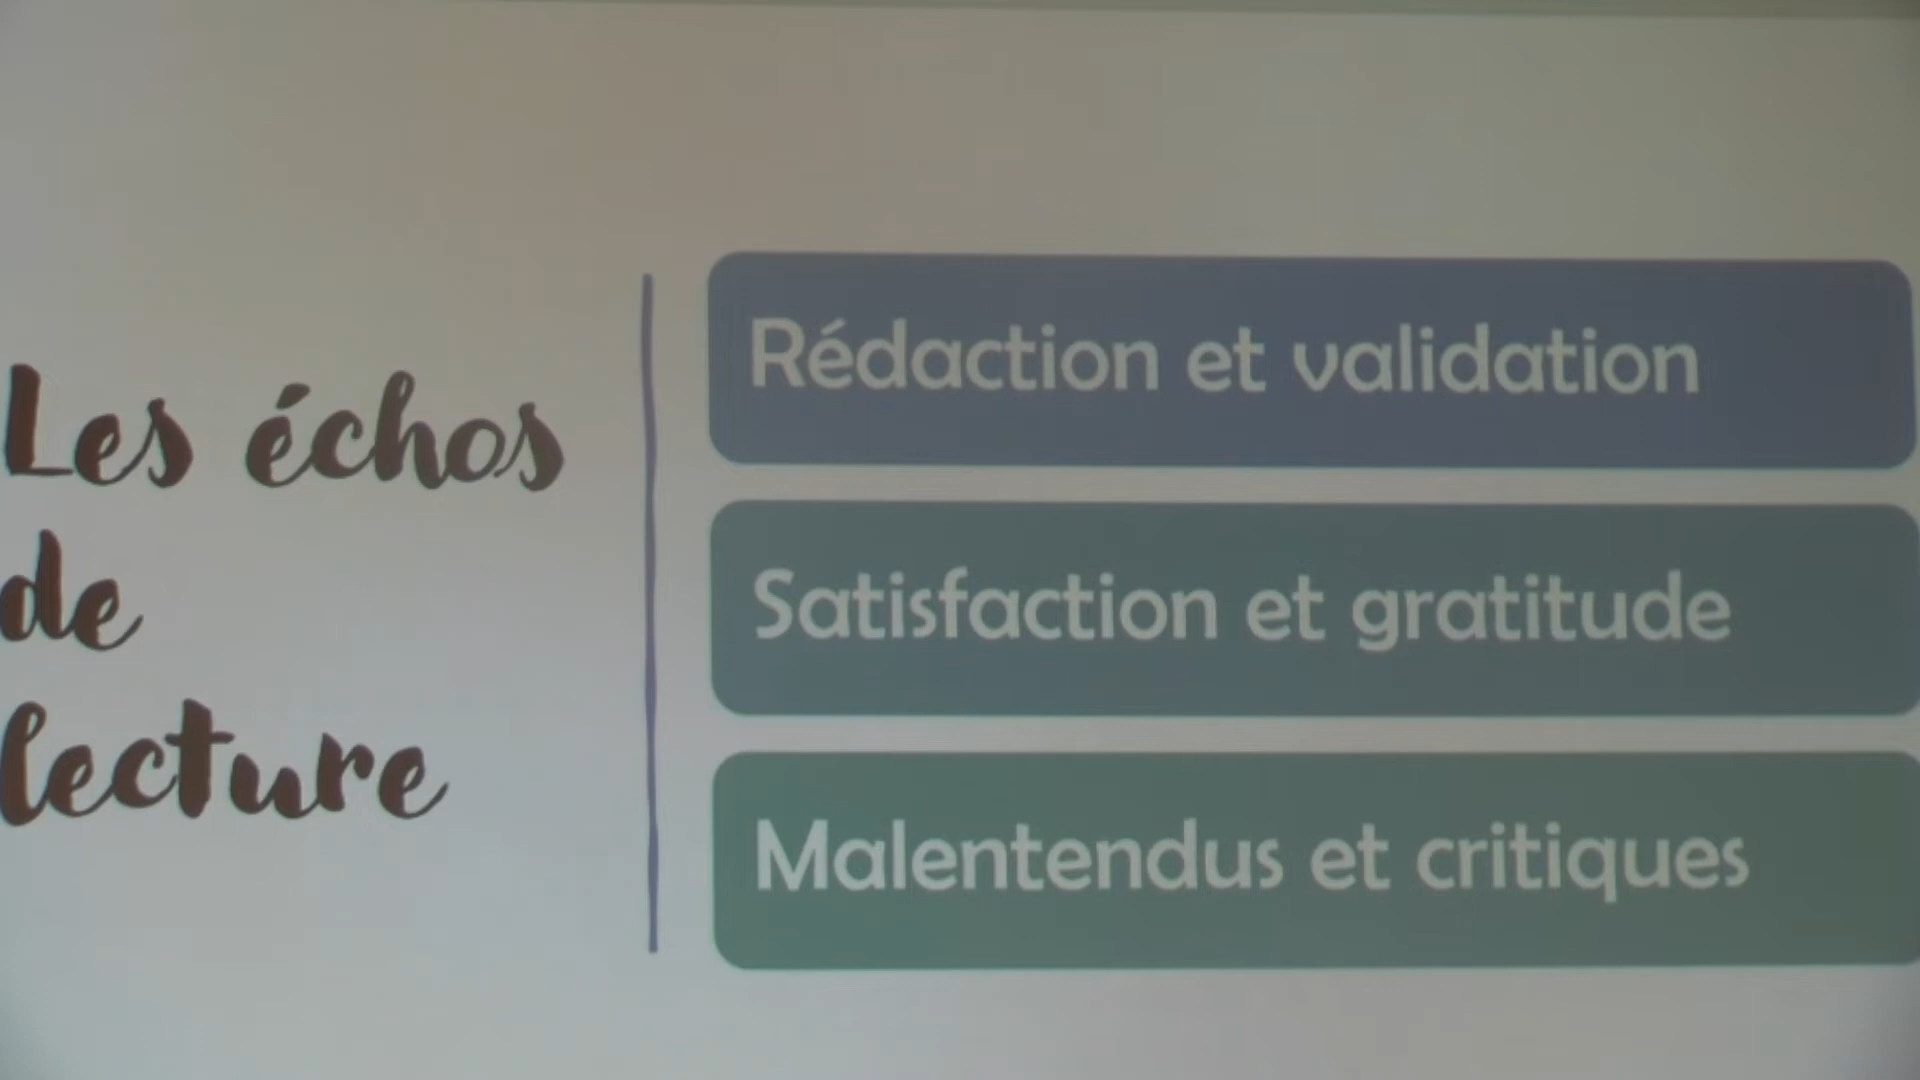 Les échos
de
lecture
Rédaction et validation
Satisfaction et gratitude
Malentendus et critiques